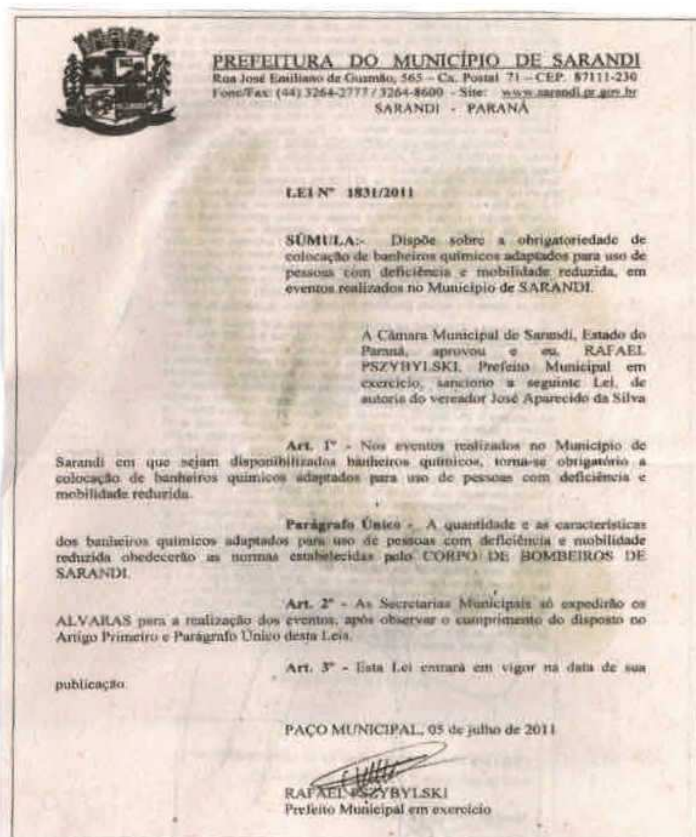 PREFEITURA DO MUNICÍPIO DE SARANDI
Rua José Emiliano de Gusmão, 565 – Cx. Postal 71 – CEP. 87111-230
Fone/Fax: (44) 3264-2777 / 3264-8600 - Site: www.sarandi.pr.gov.br
SARANDI - PARANÁ
LEI Nº 1831/2011
SÚMULA:- Dispõe sobre a obrigatoriedade de
colocação de banheiros químicos adaptados para uso de
pessoas com deficiência e mobilidade reduzida, em
eventos realizados no Município de SARANDI.
A Câmara Municipal de Sarandi, Estado do
Paraná, aprovou e eu, RAFAEL
PSZYBYLSKI, Prefeito Municipal em
exercício, sanciono a seguinte Lei, de
autoria do vereador José Aparecido da Silva
Art. 1º - Nos eventos realizados no Município de
Sarandi em que sejam disponibilizados banheiros químicos, torna-se obrigatório a
colocação de banheiros químicos adaptados para uso de pessoas com deficiência e
mobilidade reduzida.
Parágrafo Único - A quantidade e as características
dos banheiros químicos adaptados para uso de pessoas com deficiência e mobilidade
reduzida obedecerão as normas estabelecidas pelo CORPO DE BOMBEIROS DE
SARANDI.
Art. 2º - As Secretarias Municipais só expedirão os
ALVARAS para a realização dos eventos, após observar o cumprimento do disposto no
Artigo Primeiro e Parágrafo Único desta Leis.
Art. 3º - Esta Lei entrará em vigor na data de sua
publicação.
PAÇO MUNICIPAL, 05 de julho de 2011
RAFAEL PSZYBYLSKI
Prefeito Municipal em exercício